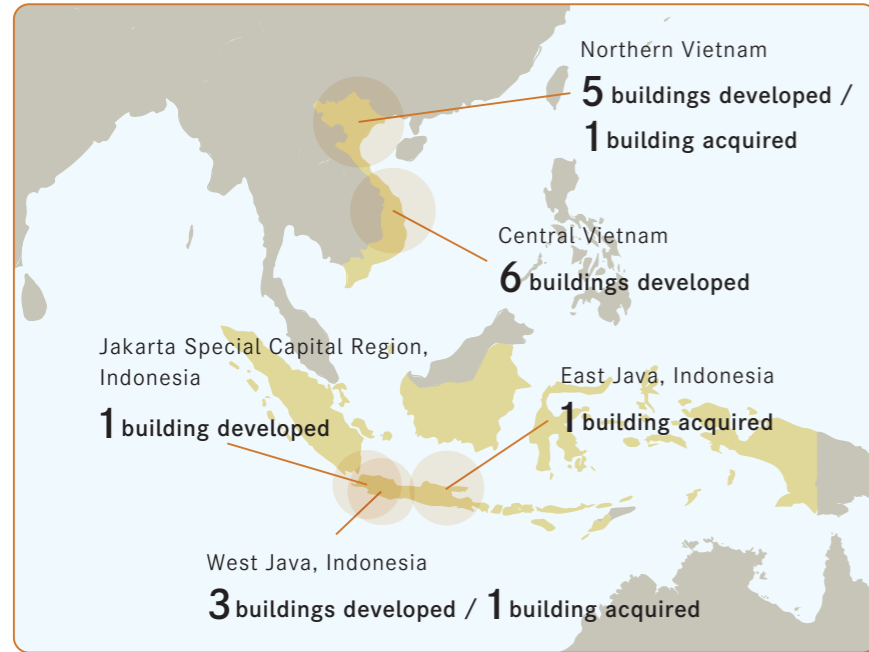 Northern Vietnam
5 buildings developed /
1 building acquired
Central Vietnam
6 buildings developed
Jakarta Special Capital Region,
Indonesia
1 building developed
East Java, Indonesia
1 building acquired
West Java, Indonesia
3 buildings developed / 1 building acquired